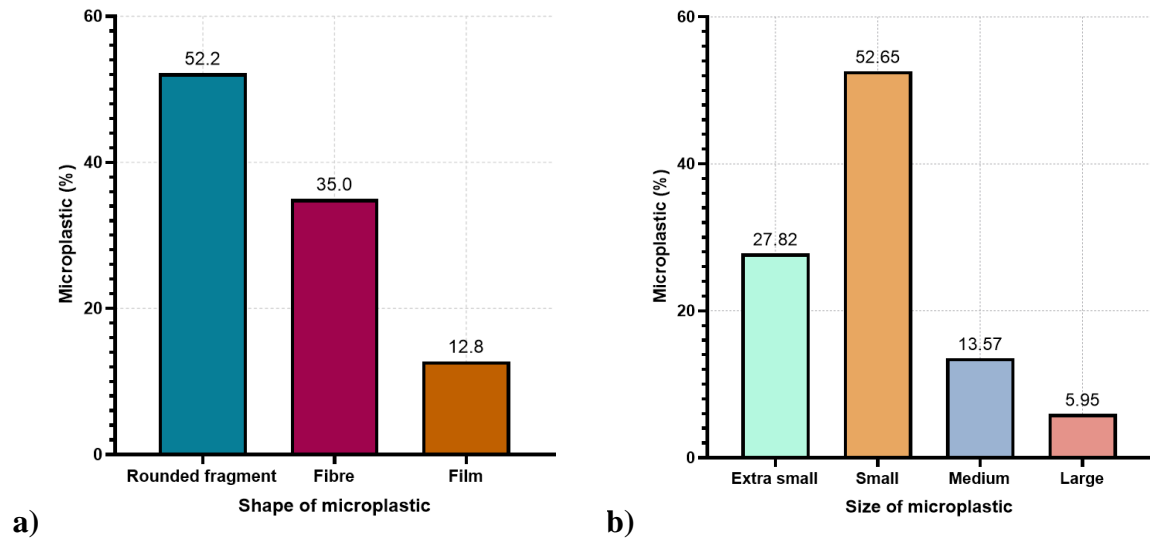 60
52.2
40
35.0
20
12.8
0
Microplastic (%)
Rounded fragment Fibre Film
Shape of microplastic
a)
60
52.65
40
27.82
20
13.57
5.95
0
Microplastic (%)
Extra small Small Medium Large
Size of microplastic
b)